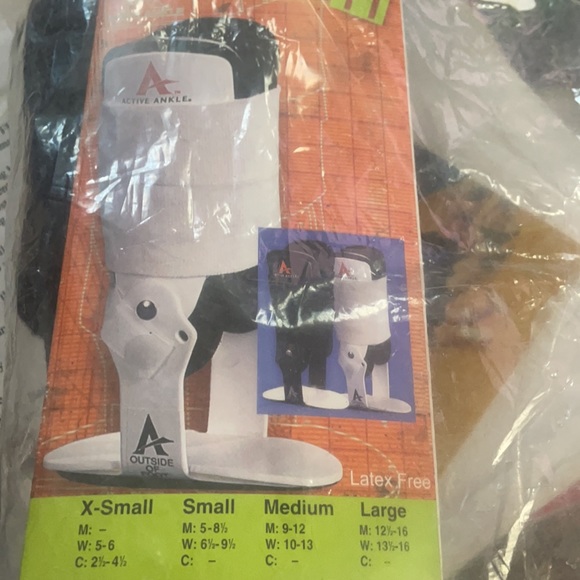 ACTIVE ANKLE®
OUTSIDE
OF
Latex Free
X-Small Small Medium Large
M: – M: 5-8½ M: 9-12 M: 12½-16
W: 5-6 W: 6½-9½ W: 10-13 W: 13½-16
C: 2½-4½ C: – C: – C: –